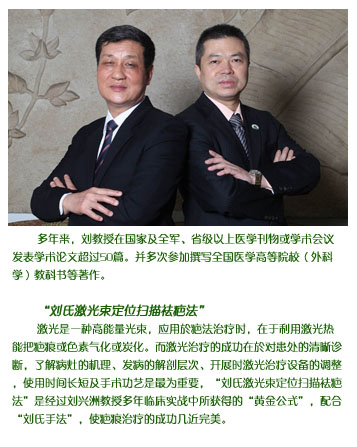 多年来，刘教授在国家及全军、省级以上医学刊物或学术会议
发表学术论文超过50篇。并多次参加撰写全国医学高等院校（外科
学）教科书等著作。
“刘氏激光束定位扫描祛疤法”
激光是一种高能量光束，应用於疤法治疗时，在于利用激光热
能把疤痕或色素气化或炭化。而激光治疗的成功在於对患处的清晰诊
断，了解病灶的机理、发病的解剖层次、开展时激光治疗设备的调整
，使用时间长短及手术功艺是最为重要，“刘氏激光束定位扫描祛疤
法”是经过刘兴洲教授多年临床实战中所获得的“黄金公式”，配合
“刘氏手法”，使疤痕治疗的成功几近完美。